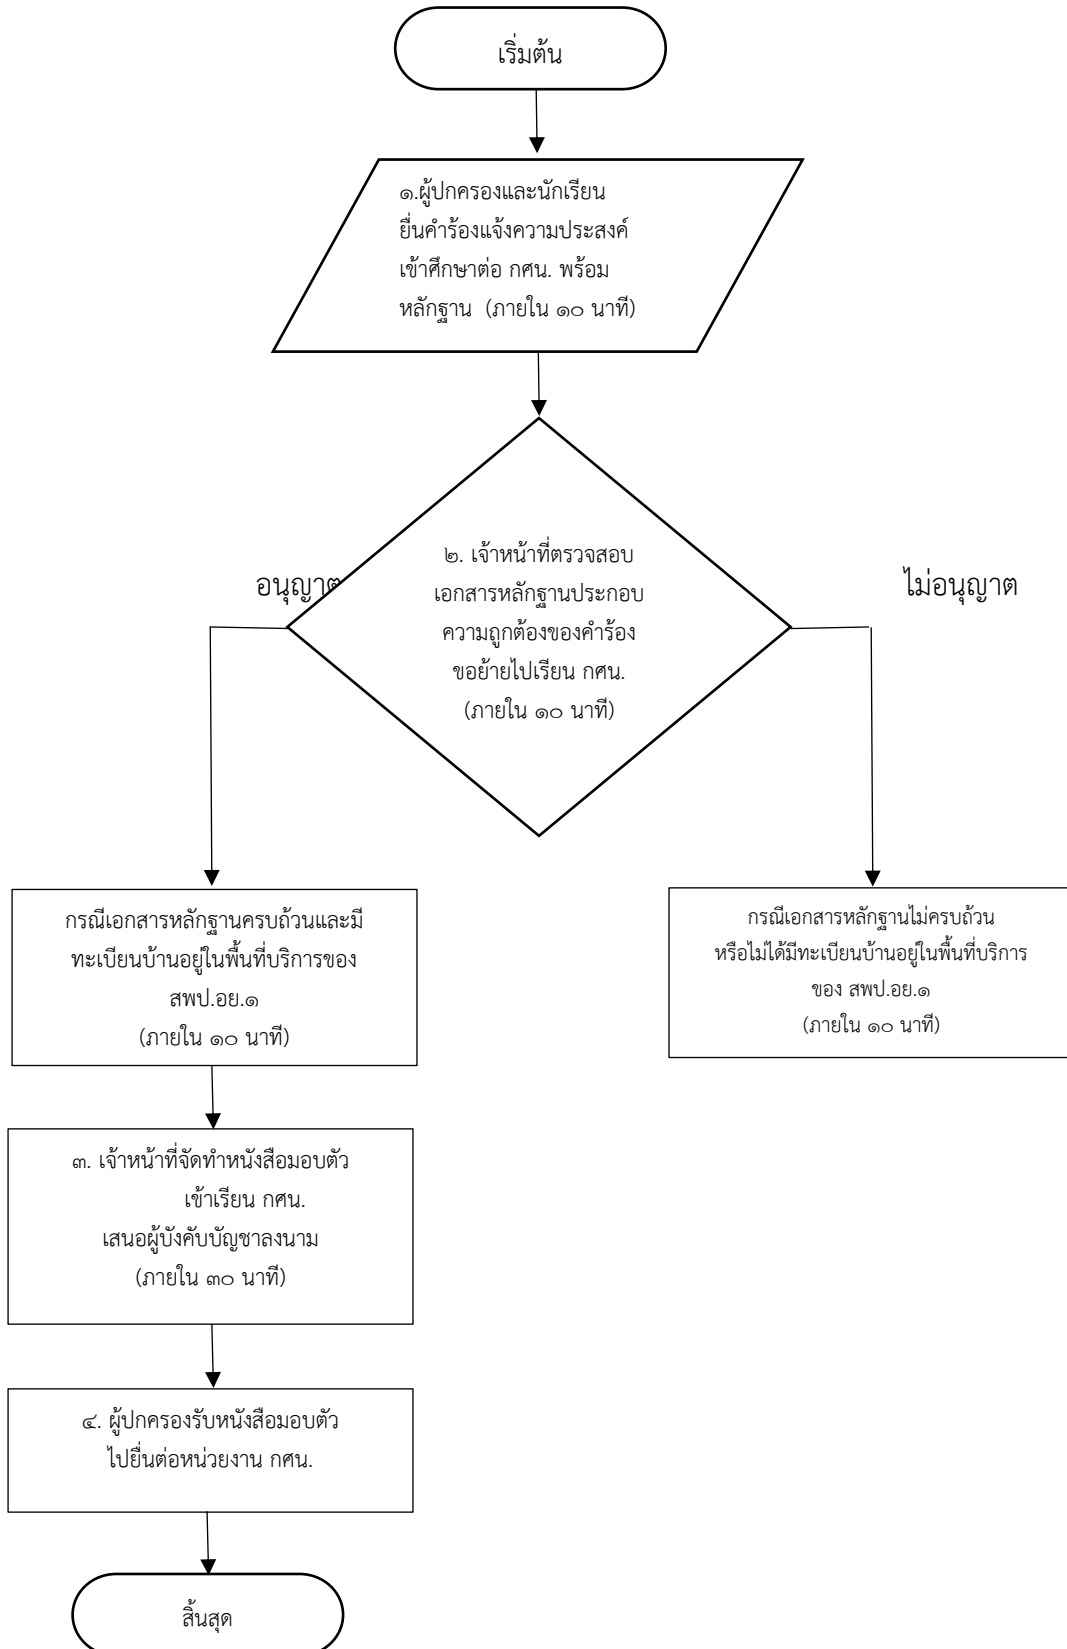 เริ่มต้น
๑.ผู้ปกครองและนักเรียน
ยื่นคำร้องแจ้งความประสงค์
เข้าศึกษาต่อ กศน. พร้อม
หลักฐาน (ภายใน ๑๐ นาที)
๒. เจ้าหน้าที่ตรวจสอบ
เอกสารหลักฐานประกอบ
ความถูกต้องของคำร้อง
ขอย้ายไปเรียน กศน.
(ภายใน ๑๐ นาที)
อนุญาต
ไม่อนุญาต
กรณีเอกสารหลักฐานครบถ้วนและมี
ทะเบียนบ้านอยู่ในพื้นที่บริการของ
สพป.อย.๑
(ภายใน ๑๐ นาที)
กรณีเอกสารหลักฐานไม่ครบถ้วน
หรือไม่ได้มีทะเบียนบ้านอยู่ในพื้นที่บริการ
ของ สพป.อย.๑
(ภายใน ๑๐ นาที)
๓. เจ้าหน้าที่จัดทำหนังสือมอบตัว
เข้าเรียน กศน.
เสนอผู้บังคับบัญชาลงนาม
(ภายใน ๓๐ นาที)
๔. ผู้ปกครองรับหนังสือมอบตัว
ไปยื่นต่อหน่วยงาน กศน.
สิ้นสุด